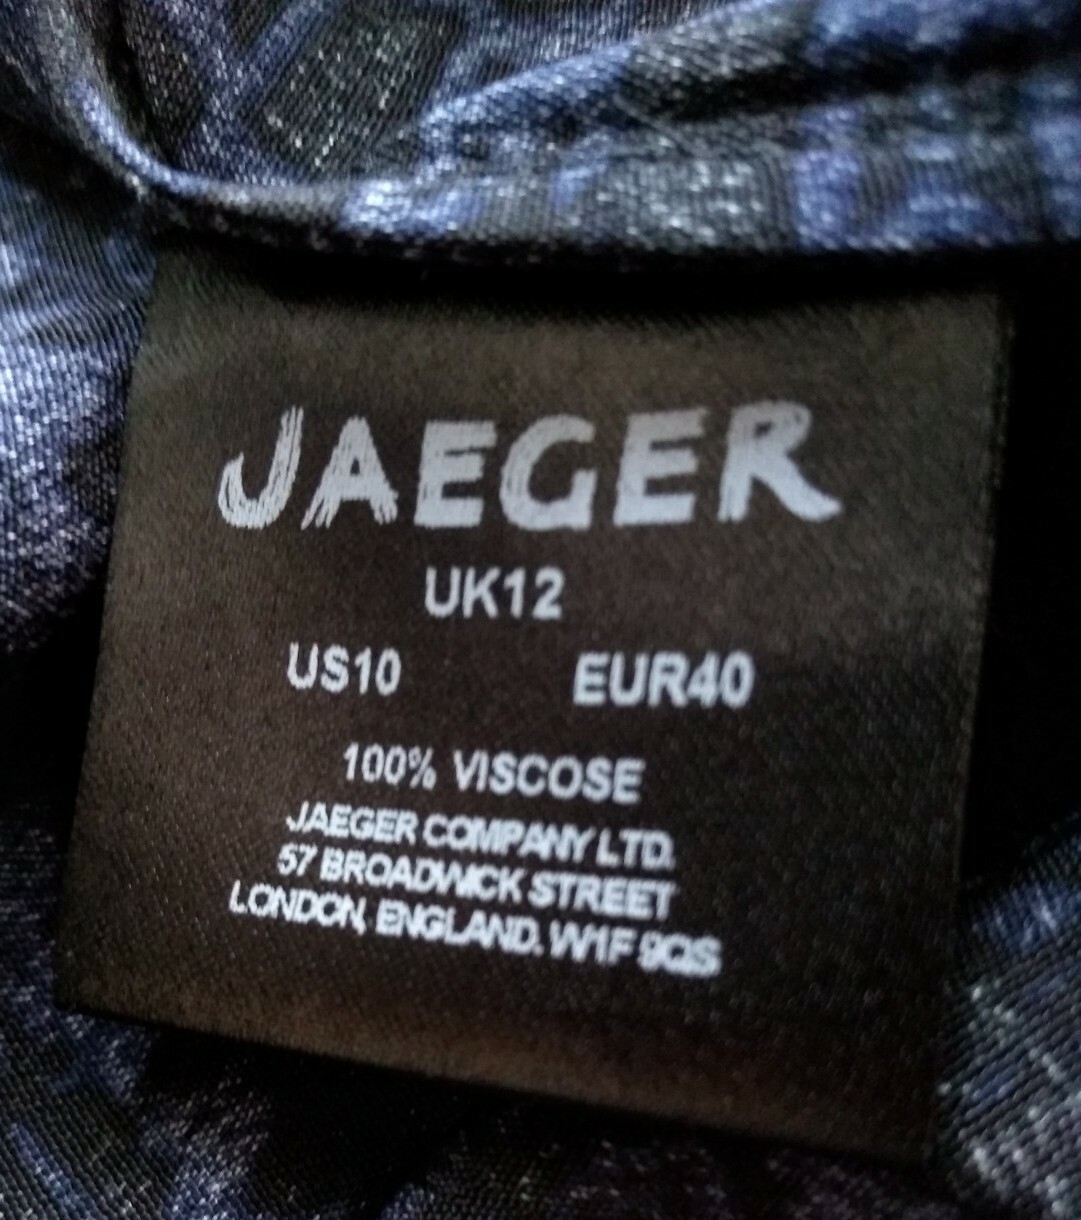 JAEGER
UK12
US10 EUR40
100% VISCOSE
JAEGER COMPANY LTD.
57 BROADWICK STREET
LONDON, ENGLAND. W1F 9QS